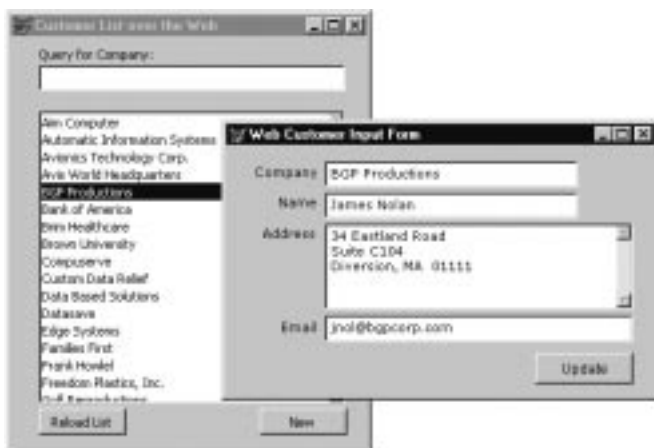 Customer List over the Web
Query for Company:
Aim Computer
Automatic Information Systems
Avionics Technology Corp.
Avis World Headquarters
BGP Productions
Bank of America
Brim Healthcare
Brown University
Compuserve
Custom Data Relief
Data Based Solutions
Datasave
Edge Systems
Families First
Frank Howlel
Freedom Plastics, Inc.
Reload List
New
Web Customer Input Form
Company
BGP Productions
Name
James Nolan
Address
34 Eastland Road
Suite C104
Diversion, MA 01111
Email
jnol@bgpcorp.com
Update